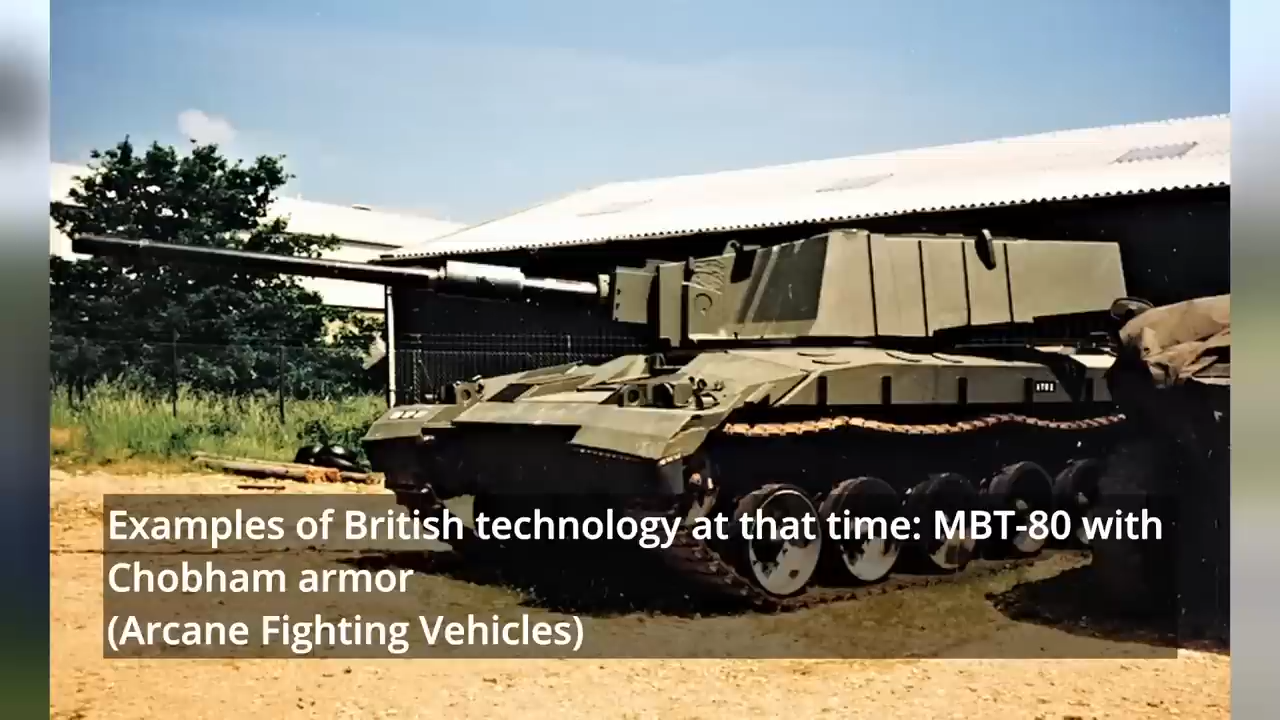 Examples of British technology at that time: MBT-80 with
Chobham armor
(Arcane Fighting Vehicles)